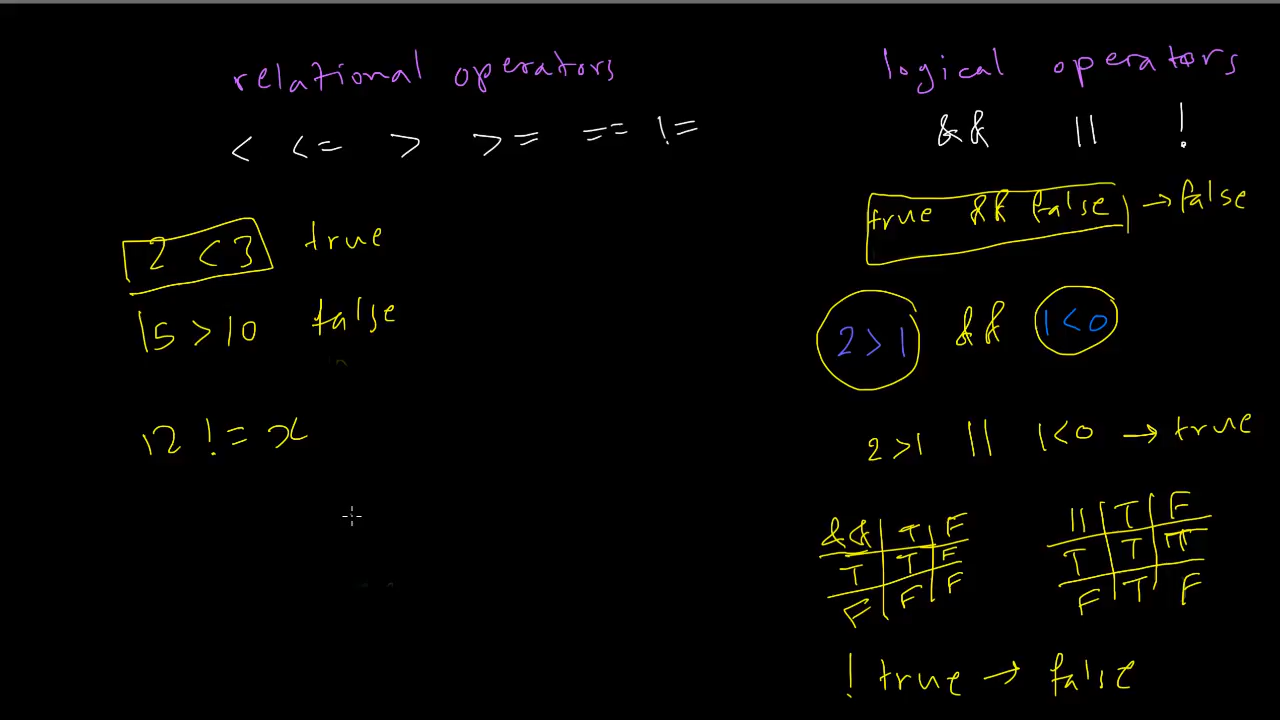 relational operators
< <= > >= == !=
2 < 3 true
15 > 10 false
12 != x
logical operators
&& || !
true && false → false
2 > 1 && 1 < 0
2 > 1 || 1 < 0 → true
&& T F
T T F
F F F
|| T F
T T
F T F
! true → false